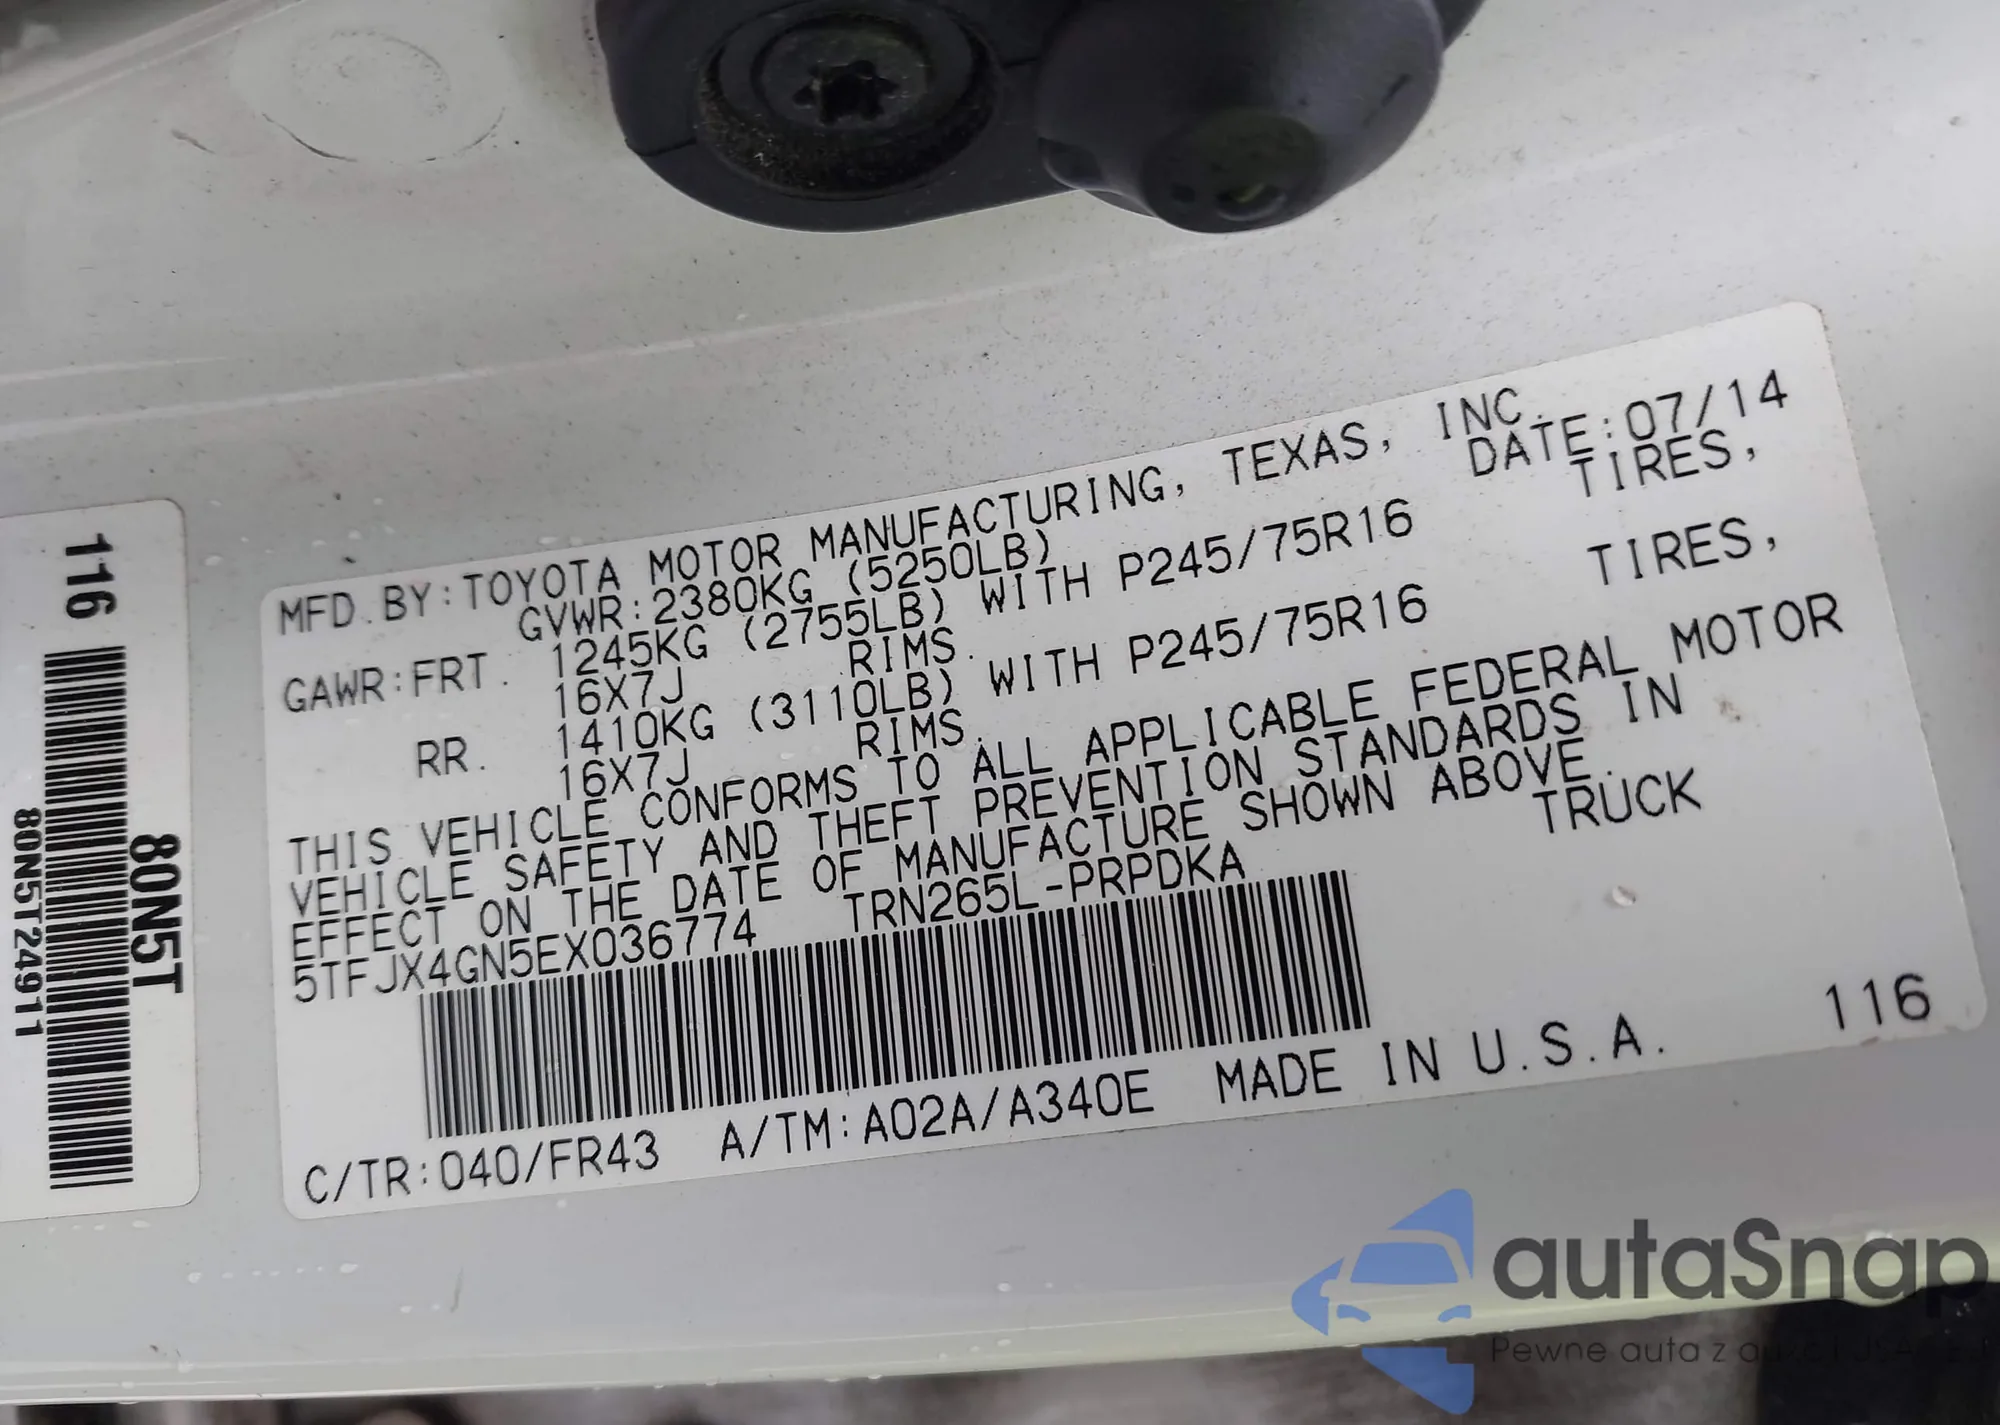 MFD.BY:TOYOTA MOTOR MANUFACTURING, TEXAS, INC.
GVWR:2380KG (5250LB) DATE:07/14
GAWR:FRT. 1245KG (2755LB) WITH P245/75R16 TIRES,
16X7J RIMS.
RR. 1410KG (3110LB) WITH P245/75R16 TIRES,
16X7J RIMS.
THIS VEHICLE CONFORMS TO ALL APPLICABLE FEDERAL MOTOR
VEHICLE SAFETY AND THEFT PREVENTION STANDARDS IN
EFFECT ON THE DATE OF MANUFACTURE SHOWN ABOVE.
5TFJX4GN5EX036774 TRN265L-PRPDKA TRUCK
C/TR:040/FR43 A/TM:A02A/A340E MADE IN U.S.A. 116
116
80N5T
80N5T24911
autaSnap
Pewne auta z